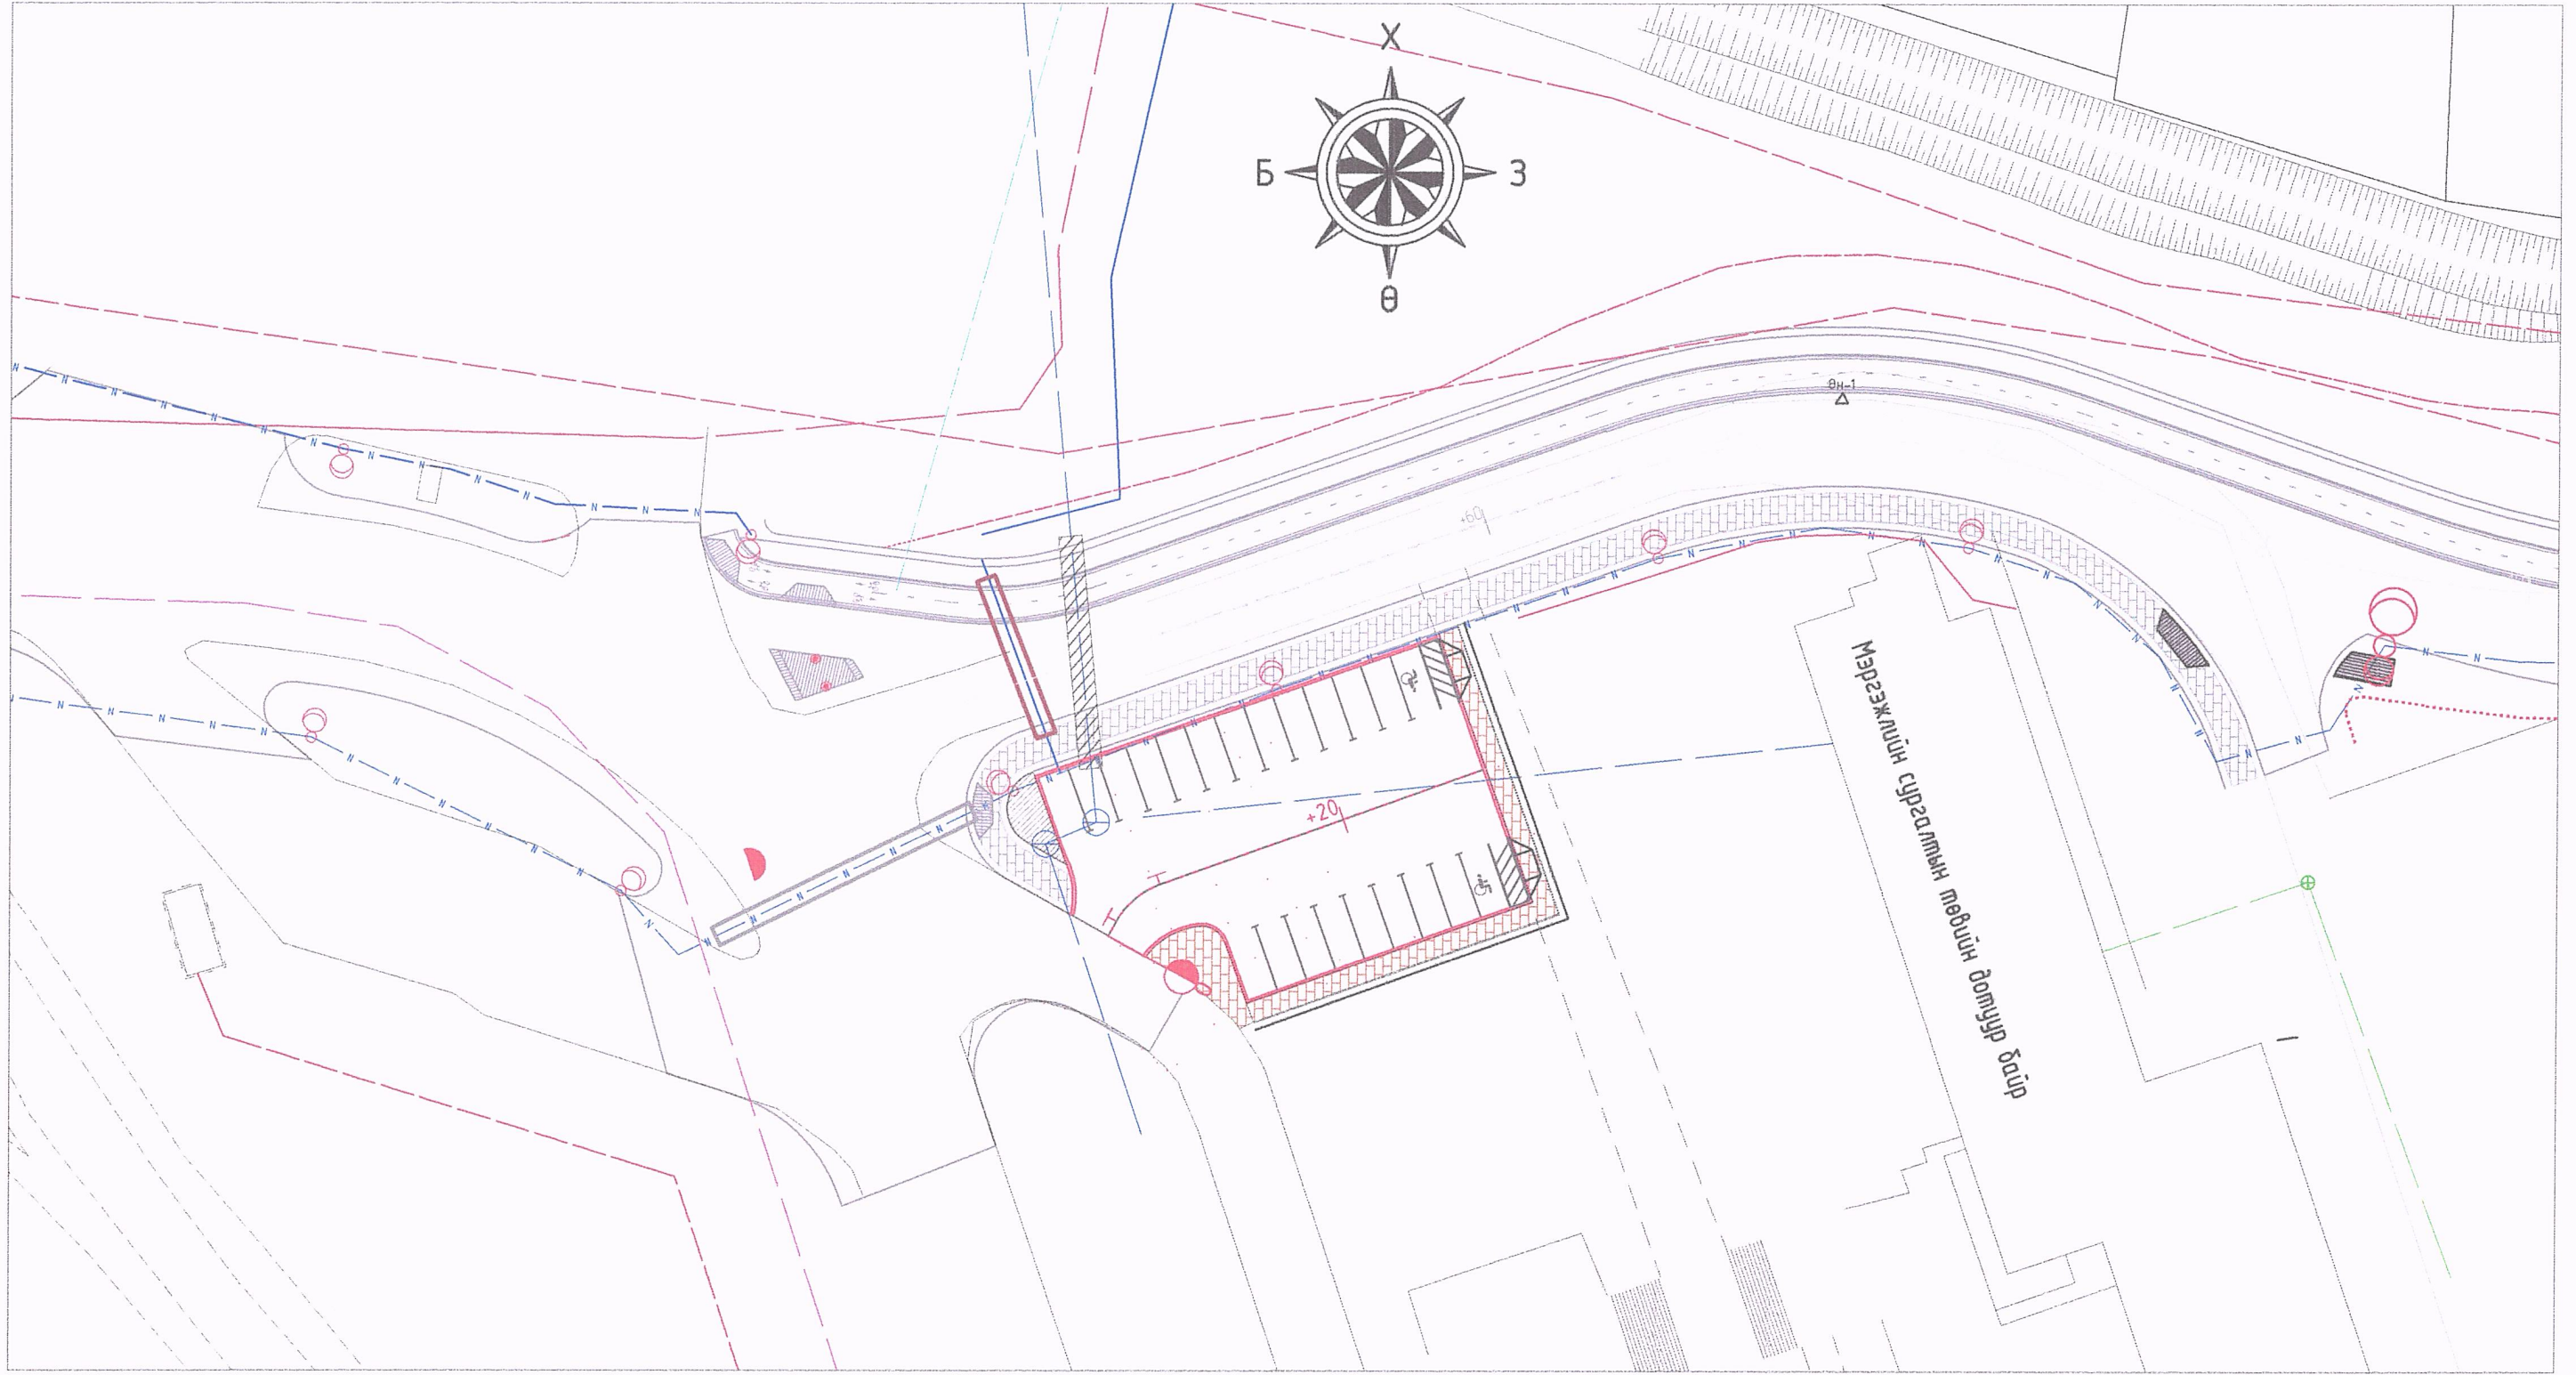 Х
Б
З
Ө
Өн-1
+60
+20
Мэргэжлийн сургалтын төвийн дотуур байр